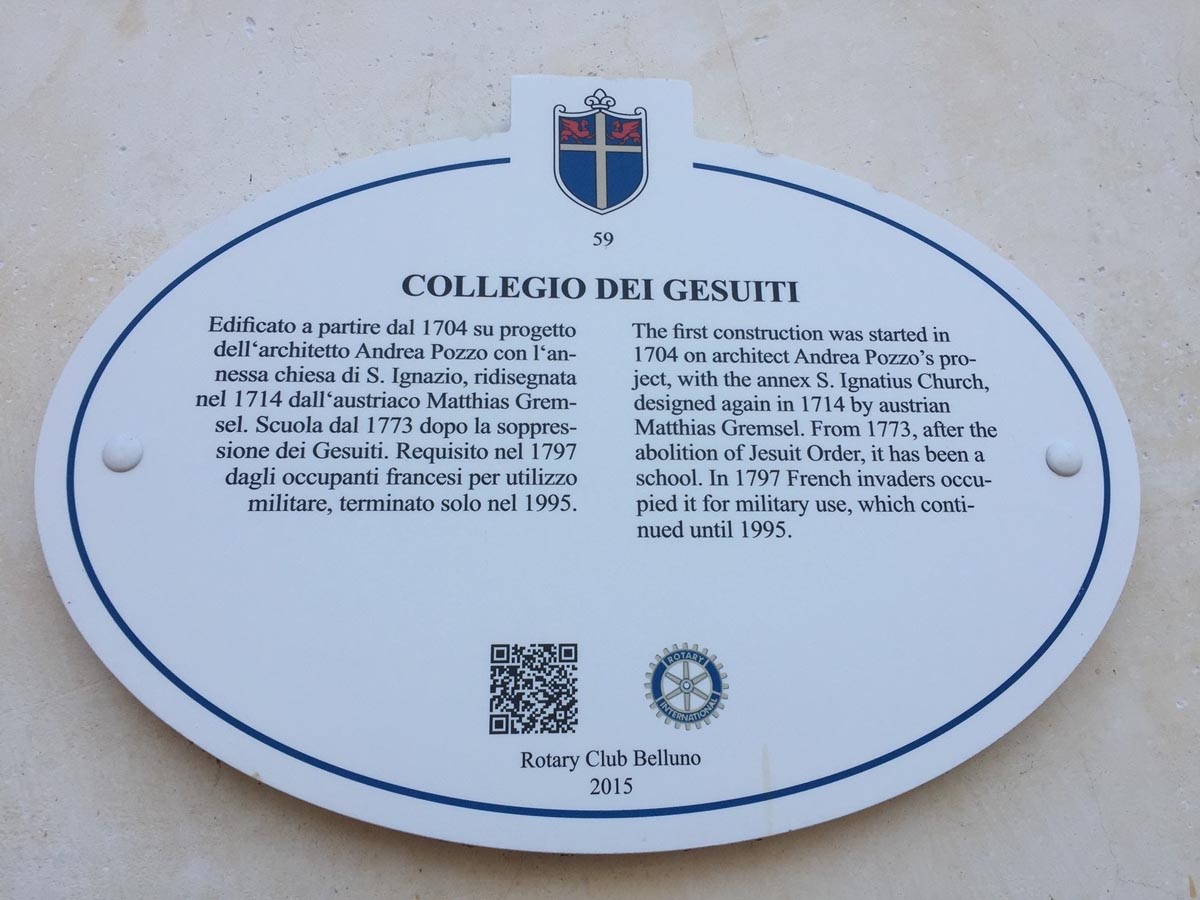 59
COLLEGIO DEI GESUITI
Edificato a partire dal 1704 su progetto
dell‘architetto Andrea Pozzo con l‘an-
nessa chiesa di S. Ignazio, ridisegnata
nel 1714 dall‘austriaco Matthias Grem-
sel. Scuola dal 1773 dopo la soppres-
sione dei Gesuiti. Requisito nel 1797
dagli occupanti francesi per utilizzo
militare, terminato solo nel 1995.
The first construction was started in
1704 on architect Andrea Pozzo’s pro-
ject, with the annex S. Ignatius Church,
designed again in 1714 by austrian
Matthias Gremsel. From 1773, after the
abolition of Jesuit Order, it has been a
school. In 1797 French invaders occu-
pied it for military use, which conti-
nued until 1995.
ROTARY
INTERNATIONAL
Rotary Club Belluno
2015